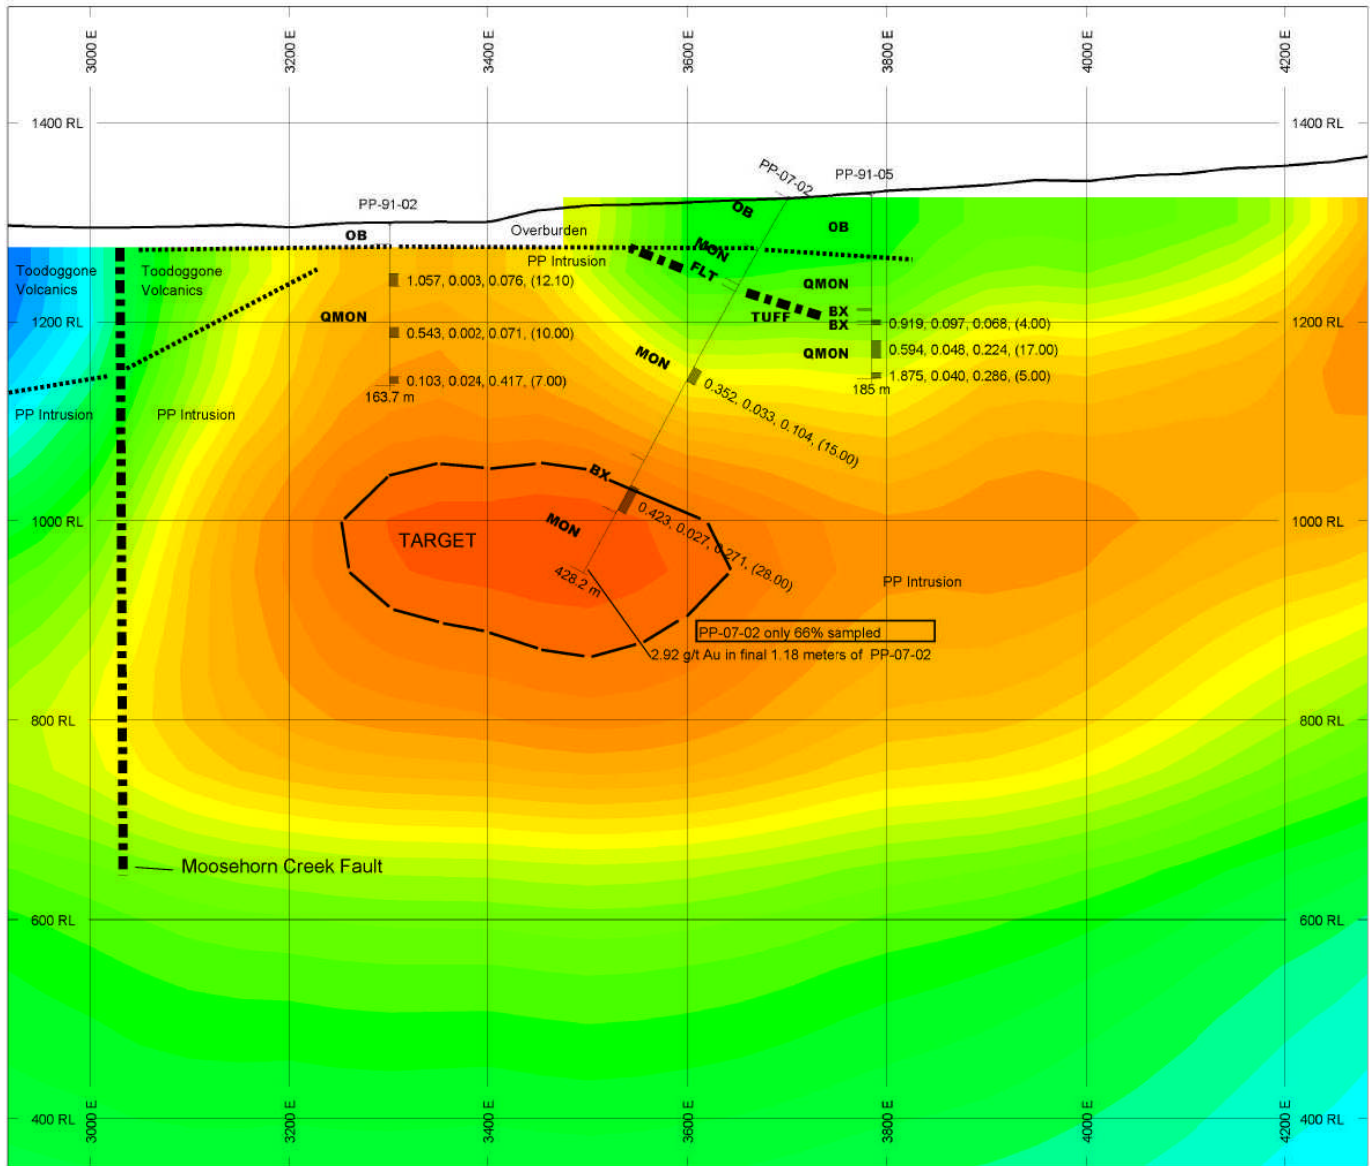 3000 E
3200 E
3400 E
3600 E
3800 E
4000 E
4200 E
1400 RL
1400 RL
PP-07-02
PP-91-05
PP-91-02
OB
OB
OB
Overburden
MON
PP Intrusion
Toodoggone
Volcanics
Toodoggone
Volcanics
FLT
1.057, 0.003, 0.076, (12.10)
QMON
QMON
TUFF
BX
BX
1200 RL
1200 RL
0.919, 0.097, 0.068, (4.00)
0.543, 0.002, 0.071, (10.00)
MON
QMON
0.594, 0.048, 0.224, (17.00)
0.103, 0.024, 0.417, (7.00)
1.875, 0.040, 0.286, (5.00)
163.7 m
185 m
0.352, 0.033, 0.104, (15.00)
PP Intrusion
PP Intrusion
BX
1000 RL
1000 RL
MON
0.423, 0.027, 0.271, (28.00)
TARGET
428.2 m
PP Intrusion
PP-07-02 only 66% sampled
2.92 g/t Au in final 1.18 meters of PP-07-02
800 RL
800 RL
Moosehorn Creek Fault
600 RL
600 RL
400 RL
400 RL
3000 E
3200 E
3400 E
3600 E
3800 E
4000 E
4200 E